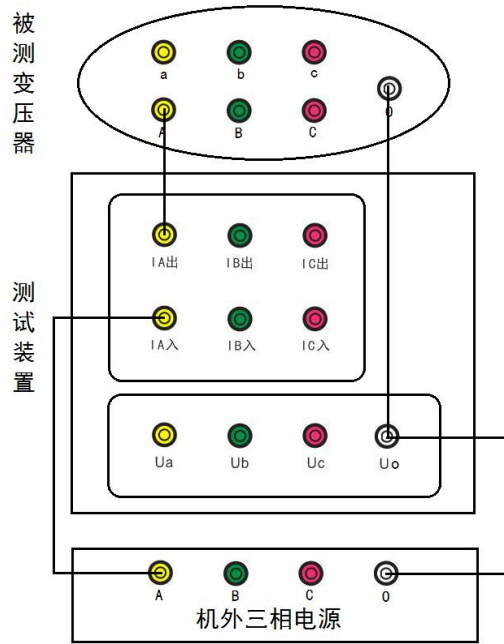 被测变压器
a b c
A B C 0
IA出 IB出 IC出
测试装置
IA入 IB入 IC入
Ua Ub Uc Uo
A B C 0
机外三相电源